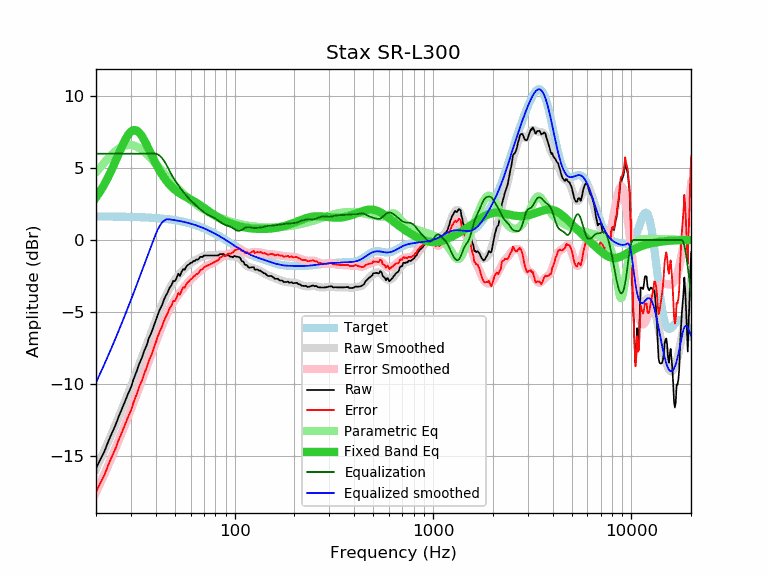 Stax SR-L300
10
5
0
−5
−10
−15
Amplitude (dBr)
Target
Raw Smoothed
Error Smoothed
Raw
Error
Parametric Eq
Fixed Band Eq
Equalization
Equalized smoothed
100
1000
10000
Frequency (Hz)